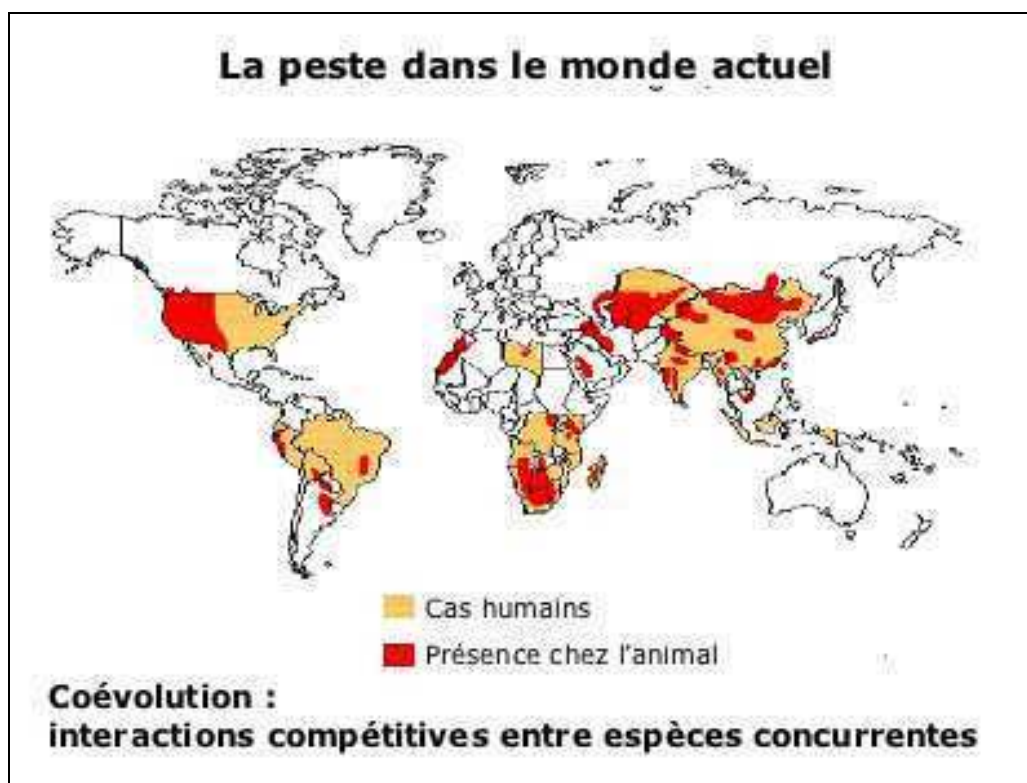 La peste dans le monde actuel
Cas humains
Présence chez l'animal
Coévolution :
interactions compétitives entre espèces concurrentes